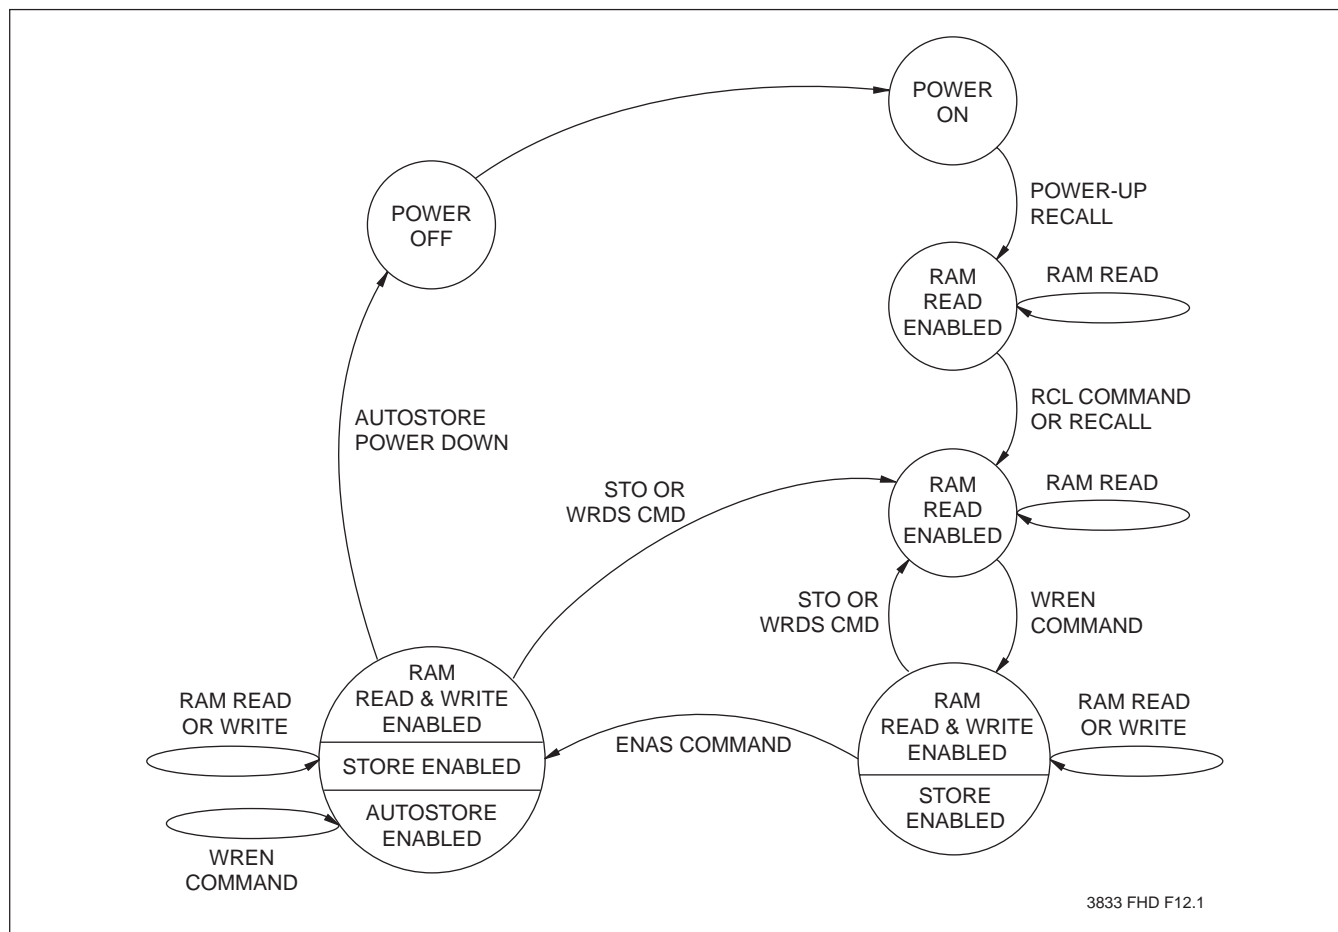 POWER
ON
POWER
OFF
POWER-UP
RECALL
RAM
READ
ENABLED
RAM READ
AUTOSTORE
POWER DOWN
RCL COMMAND
OR RECALL
STO OR
WRDS CMD
RAM
READ
ENABLED
RAM READ
STO OR
WRDS CMD
WREN
COMMAND
RAM READ
OR WRITE
RAM
READ & WRITE
ENABLED
STORE ENABLED
AUTOSTORE
ENABLED
WREN
COMMAND
ENAS COMMAND
RAM
READ & WRITE
ENABLED
STORE
ENABLED
RAM READ
OR WRITE
3833 FHD F12.1